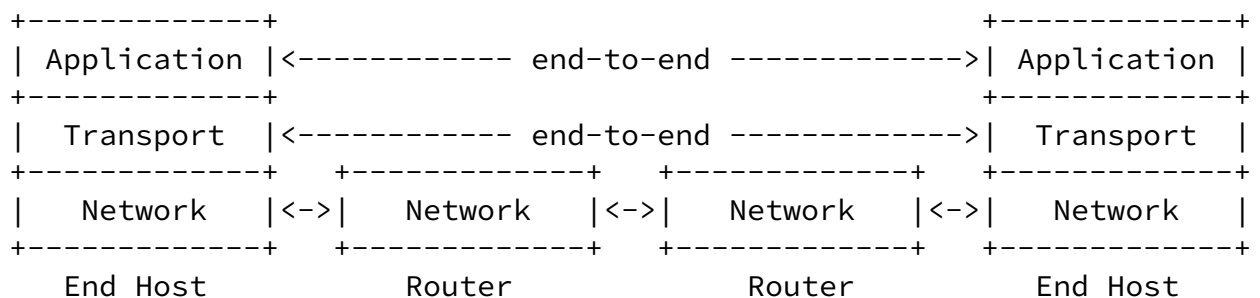 +-------------+                                       +-------------+
| Application |<------------ end-to-end ------------->| Application |
+-------------+                                       +-------------+
|  Transport  |<------------ end-to-end ------------->|  Transport  |
+-------------+   +-------------+   +-------------+   +-------------+
|   Network   |<->|   Network   |<->|   Network   |<->|   Network   |
+-------------+   +-------------+   +-------------+   +-------------+
   End Host           Router             Router          End Host